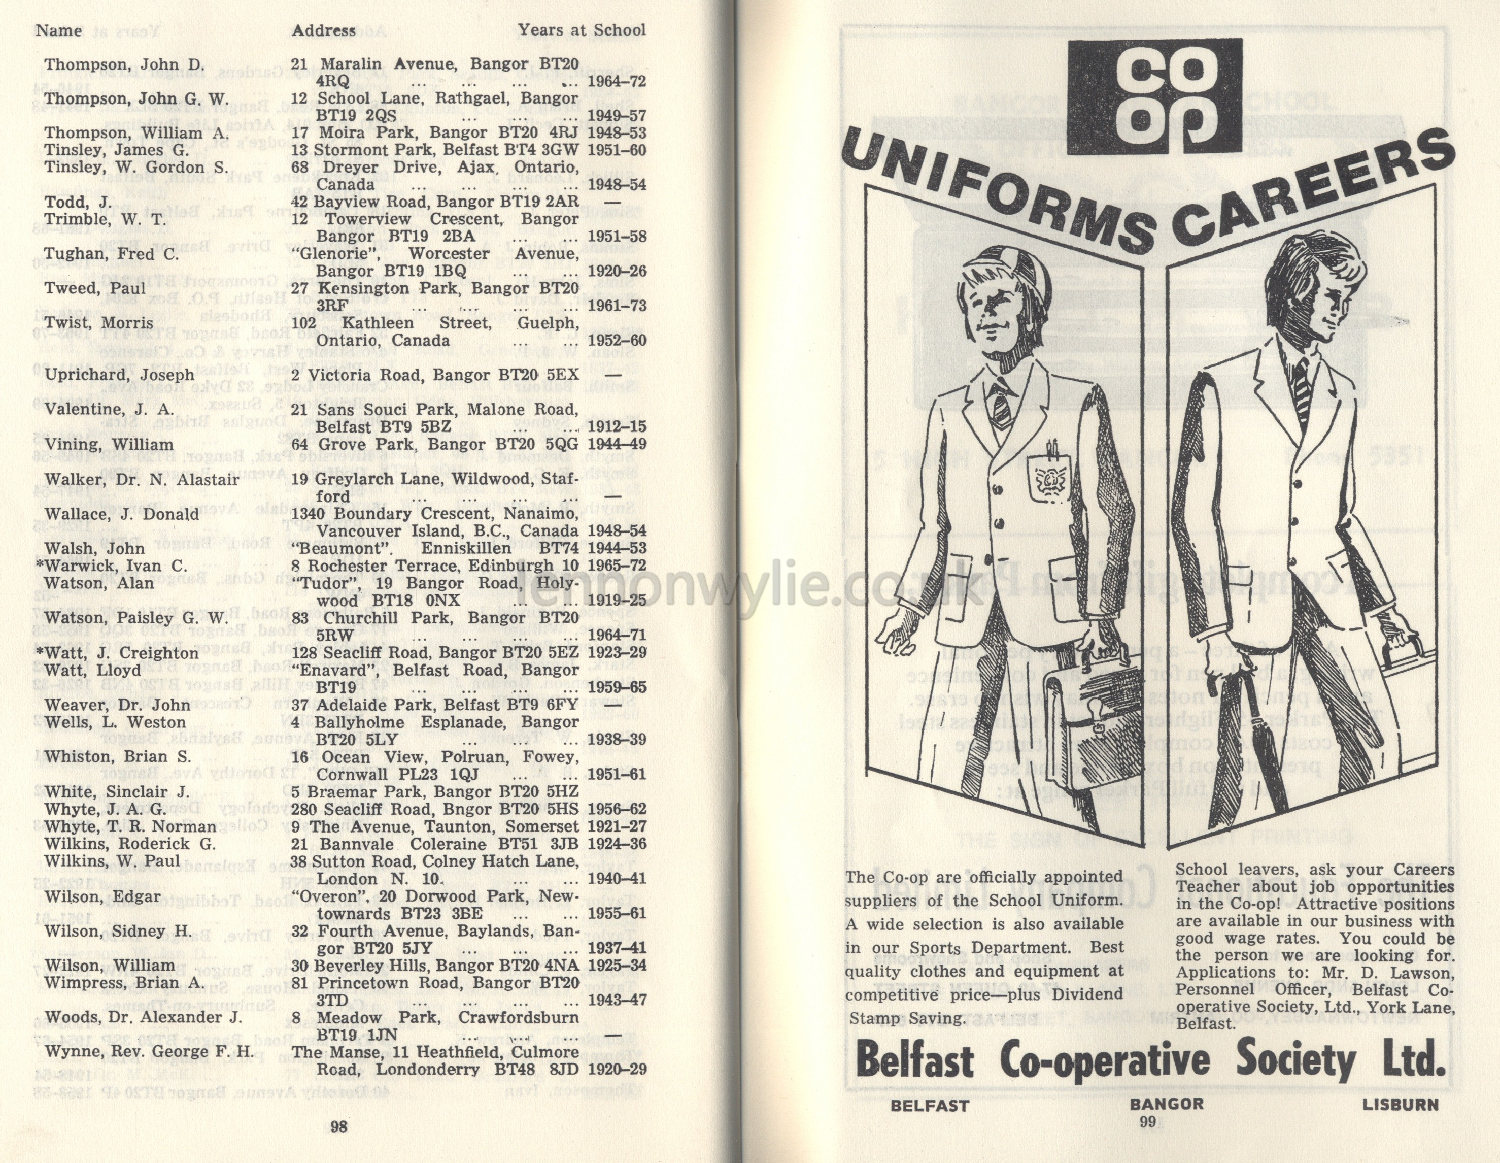 Name Address Years at School
Thompson, John D. 21 Maralin Avenue, Bangor BT20
4RQ ... ... ... ... 1964–72
Thompson, John G. W. 12 School Lane, Rathgael, Bangor
BT19 2QS ... ... ... 1949–57
Thompson, William A. 17 Moira Park, Bangor BT20 4RJ 1948–53
Tinsley, James G. 13 Stormont Park, Belfast BT4 3GW 1951–60
Tinsley, W. Gordon S. 68 Dreyer Drive, Ajax, Ontario,
Canada ... ... ... ... 1948–54
Todd, J. 42 Bayview Road, Bangor BT19 2AR —
Trimble, W. T. 12 Towerview Crescent, Bangor
Bangor BT19 2BA ... ... 1951–58
Tughan, Fred C. "Glenorie", Worcester Avenue,
Bangor BT19 1BQ ... ... 1920–26
Tweed, Paul 27 Kensington Park, Bangor BT20
3RF ... ... ... ... 1961–73
Twist, Morris 102 Kathleen Street, Guelph,
Ontario, Canada ... ... 1952–60
Uprichard, Joseph 2 Victoria Road, Bangor BT20 5EX —
Valentine, J. A. 21 Sans Souci Park, Malone Road,
Belfast BT9 5BZ ... ... 1912–15
Vining, William 64 Grove Park, Bangor BT20 5QG 1944–49
Walker, Dr. N. Alastair 19 Greylarch Lane, Wildwood, Staf-
ford ... ... ... ... —
Wallace, J. Donald 1340 Boundary Crescent, Nanaimo,
Vancouver Island, B.C., Canada 1948–54
Walsh, John "Beaumont". Enniskillen BT74 1944–53
*Warwick, Ivan C. 8 Rochester Terrace, Edinburgh 10 1965–72
Watson, Alan "Tudor", 19 Bangor Road, Holy-
wood BT18 0NX ... ... 1919–25
Watson, Paisley G. W. 83 Churchill Park, Bangor BT20
5RW ... ... ... ... 1964–71
*Watt, J. Creighton 128 Seacliff Road, Bangor BT20 5EZ 1923–29
Watt, Lloyd "Enavard", Belfast Road, Bangor
BT19 ... ... ... ... 1959–65
Weaver, Dr. John 37 Adelaide Park, Belfast BT9 6FY —
Wells, L. Weston 4 Ballyholme Esplanade, Bangor
BT20 5LY ... ... ... 1938–39
Whiston, Brian S. 16 Ocean View, Polruan, Fowey,
Cornwall PL23 1QJ ... ... 1951–61
White, Sinclair J. 5 Braemar Park, Bangor BT20 5HZ
Whyte, J. A. G. 280 Seacliff Road, Bngor BT20 5HS 1956–62
Whyte, T. R. Norman 9 The Avenue, Taunton, Somerset 1921–27
Wilkins, Roderick G. 21 Bannvale Coleraine BT51 3JB 1924–36
Wilkins, W. Paul 38 Sutton Road, Colney Hatch Lane,
London N. 10. ... ... 1940–41
Wilson, Edgar "Overon". 20 Dorwood Park, New-
townards BT23 3BE ... ... 1955–61
Wilson, Sidney H. 32 Fourth Avenue, Baylands, Ban-
gor BT20 5JY ... ... ... 1937–41
Wilson, William 30 Beverley Hills, Bangor BT20 4NA 1925–34
Wimpress, Brian A. 81 Princetown Road, Bangor BT20
3TD ... ... ... ... 1943–47
Woods, Dr. Alexander J. 8 Meadow Park, Crawfordsburn
BT19 1JN ... ... ... —
Wynne, Rev. George F. H. The Manse, 11 Heathfield, Culmore
Road, Londonderry BT48 8JD 1920–29
98
CO
OP
UNIFORMS CAREERS
The Co-op are officially appointed
suppliers of the School Uniform.
A wide selection is also available
in our Sports Department. Best
quality clothes and equipment at
competitive price—plus Dividend
Stamp Saving.
School leavers, ask your Careers
Teacher about job opportunities
in the Co-op! Attractive positions
are available in our business with
good wage rates. You could be
the person we are looking for.
Applications to: Mr. D. Lawson,
Personnel Officer, Belfast Co-
operative Society, Ltd., York Lane,
Belfast.
Belfast Co-operative Society Ltd.
BELFAST BANGOR LISBURN
99
lennonwylie.co.uk